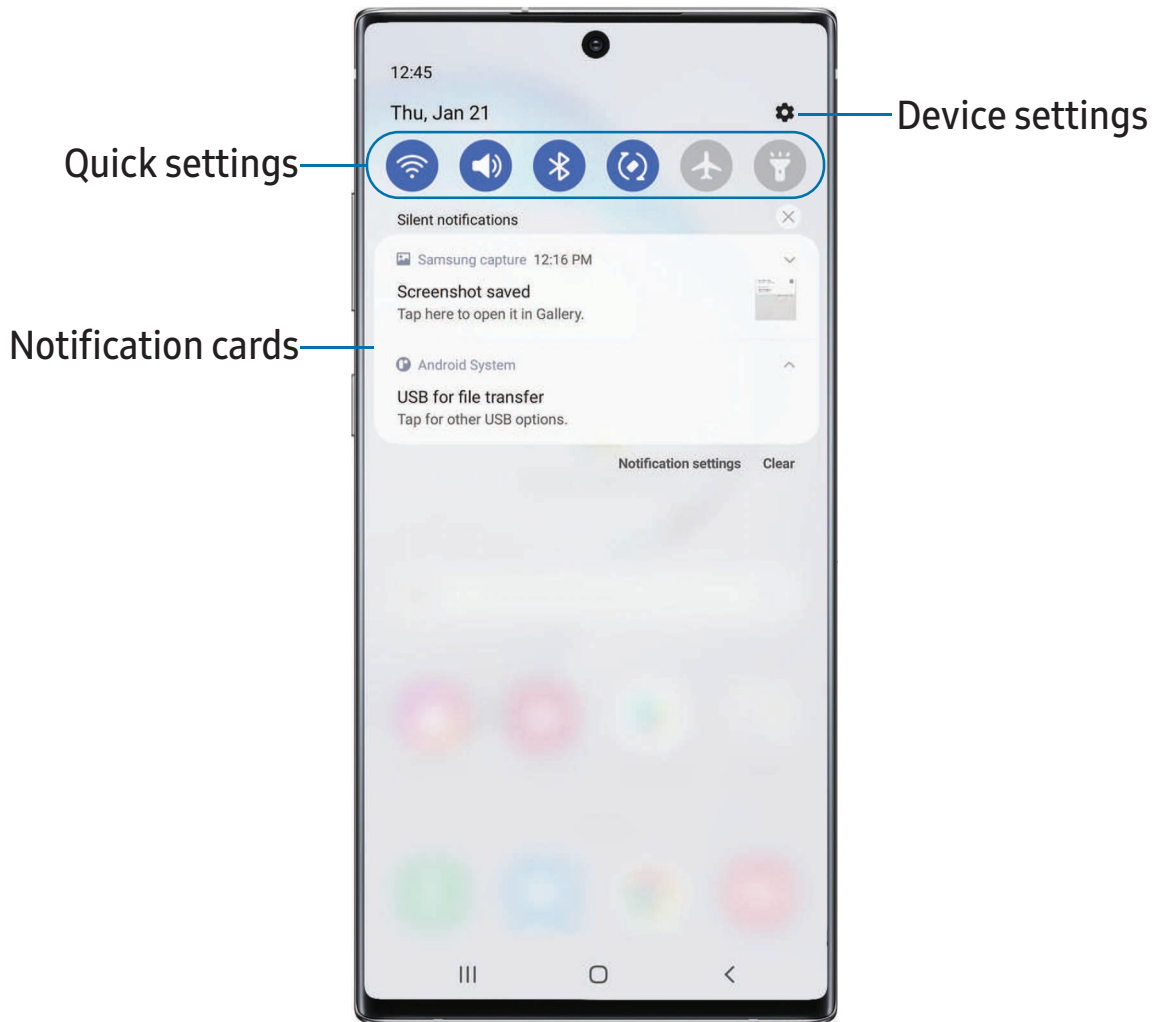 12:45
Thu, Jan 21
Device settings
Quick settings
Silent notifications
Samsung capture 12:16 PM
Screenshot saved
Tap here to open it in Gallery.
Notification cards
Android System
USB for file transfer
Tap for other USB options.
Notification settings Clear